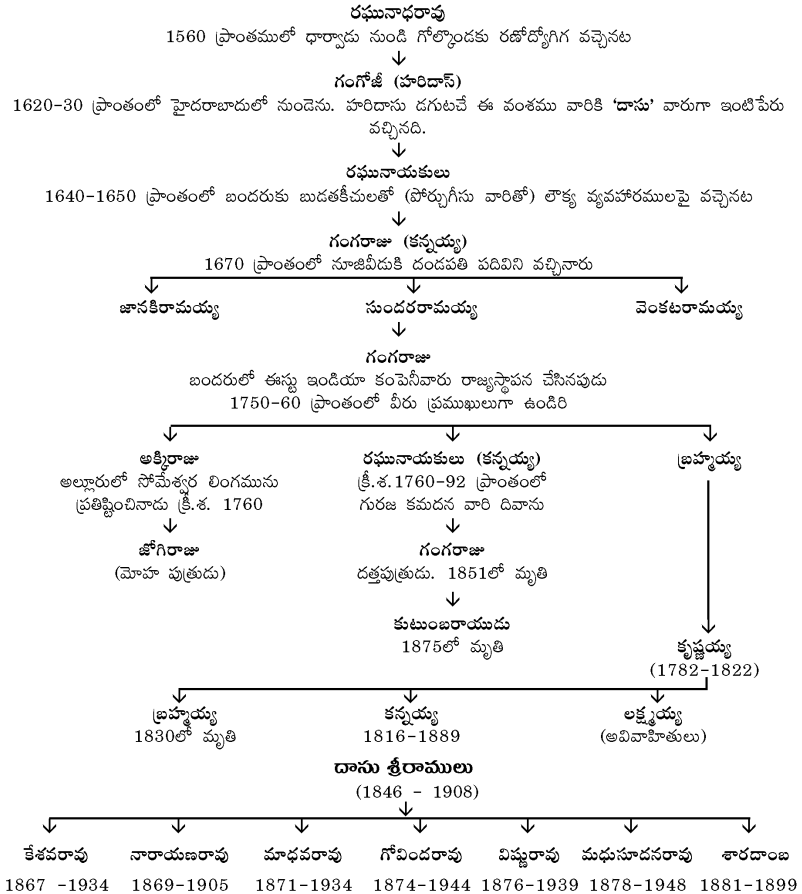 రఘునాధరావు
1560 ప్రాంతములో ధార్వాడు నుండి గోల్కొండకు రణోద్యోగిగ వచ్చెనట
గంగోజీ (హరిదాస్)
1620-30 ప్రాంతంలో హైదరాబాదులో నుండెను. హరిదాసు డగుటచే ఈ వంశము వారికి 'దాసు' వారుగా ఇంటిపేరు
వచ్చినది.
రఘునాయకులు
1640-1650 ప్రాంతంలో బందరుకు బుడతకీచులతో (పోర్చుగీసు వారితో) లౌక్య వ్యవహారములపై వచ్చెనట
గంగరాజు (కన్నయ్య)
1670 ప్రాంతంలో నూజివీడుకి దండపతి పదివిని వచ్చినారు
జానకిరామయ్య సుందరరామయ్య వెంకటరామయ్య
గంగరాజు
బందరులో ఈస్టు ఇండియా కంపెనీవారు రాజ్యస్థాపన చేసినపుడు
1750-60 ప్రాంతంలో వీరు ప్రముఖులుగా ఉండిరి
అక్కిరాజు రఘునాయకులు (కన్నయ్య) బ్రహ్మయ్య
అల్లూరులో సోమేశ్వర లింగమును క్రీ.శ.1760-92 ప్రాంతంలో
ప్రతిష్టించినాడు క్రీ.శ. 1760 గురజ కమదన వారి దివాను
జోగిరాజు గంగరాజు
(మోహ పుత్రుడు) దత్తపుత్రుడు. 1851లో మృతి
కుటుంబరాయుడు
1875లో మృతి కృష్ణయ్య
(1782-1822)
బ్రహ్మయ్య కన్నయ్య లక్ష్మయ్య
1830లో మృతి 1816-1889 (అవివాహితులు)
దాసు శ్రీరాములు
(1846 - 1908)
కేశవరావు నారాయణరావు మాధవరావు గోవిందరావు విష్ణురావు మధుసూదనరావు శారదాంబ
1867 -1934 1869-1905 1871-1934 1874-1944 1876-1939 1878-1948 1881-1899